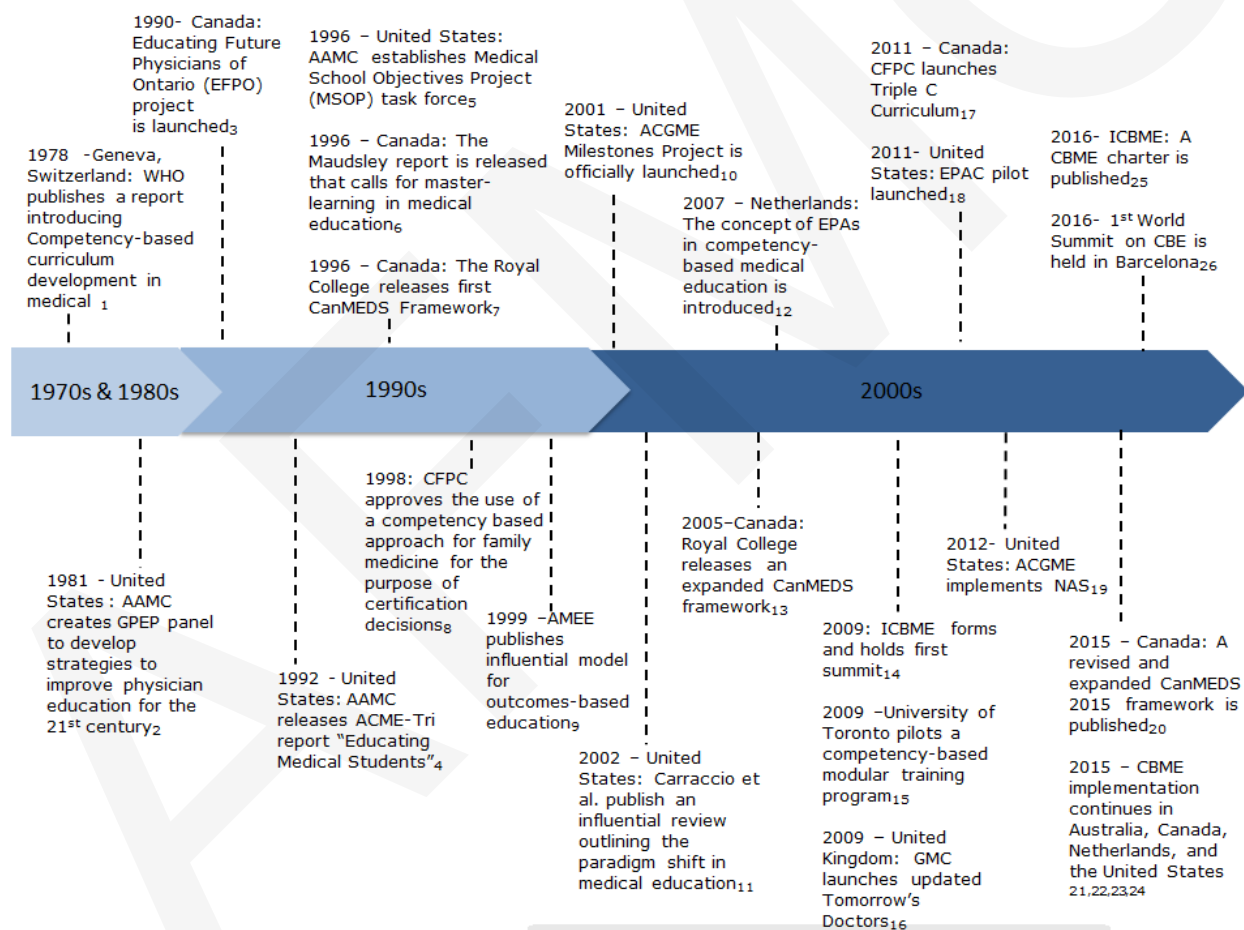 1990- Canada:
Educating Future
Physicians of
Ontario (EFPO)
project
is launched3
1996 – United States:
AAMC establishes Medical
School Objectives Project
(MSOP) task force5
1996 – Canada: The
Maudsley report is released
that calls for master-
learning in medical
education6
1996 – Canada: The Royal
College releases first
CanMEDS Framework7
1978 -Geneva,
Switzerland: WHO
publishes a report
introducing
Competency-based
curriculum
development in
medical 1
2001 – United
States: ACGME
Milestones Project is
officially launched10
2007 – Netherlands:
The concept of EPAs
in competency-
based medical
education is
introduced12
2011 – Canada:
CFPC launches
Triple C
Curriculum17
2011- United
States: EPAC pilot
launched18
2016- ICBME: A
CBME charter is
published25
2016- 1st World
Summit on CBE is
held in Barcelona26
1970s & 1980s
1990s
2000s
1981 - United
States : AAMC
creates GPEP panel
to develop
strategies to
improve physician
education for the
21st century2
1992 - United
States: AAMC
releases ACME-Tri
report “Educating
Medical Students”4
1998: CFPC
approves the use of
a competency based
approach for family
medicine for the
purpose of
certification
decisions8
1999 –AMEE
publishes
influential model
for
outcomes-based
education9
2002 – United
States: Carraccio et
al. publish an
influential review
outlining the
paradigm shift in
medical education11
2005–Canada:
Royal College
releases an
expanded CanMEDS
framework13
2009: ICBME forms
and holds first
summit14
2009 –University of
Toronto pilots a
competency-based
modular training
program15
2009 – United
Kingdom: GMC
launches updated
Tomorrow’s
Doctors16
2012- United
States: ACGME
implements NAS19
2015 – Canada: A
revised and
expanded CanMEDS
2015 framework is
published20
2015 – CBME
implementation
continues in
Australia, Canada,
Netherlands, and
the United States
21,22,23,24